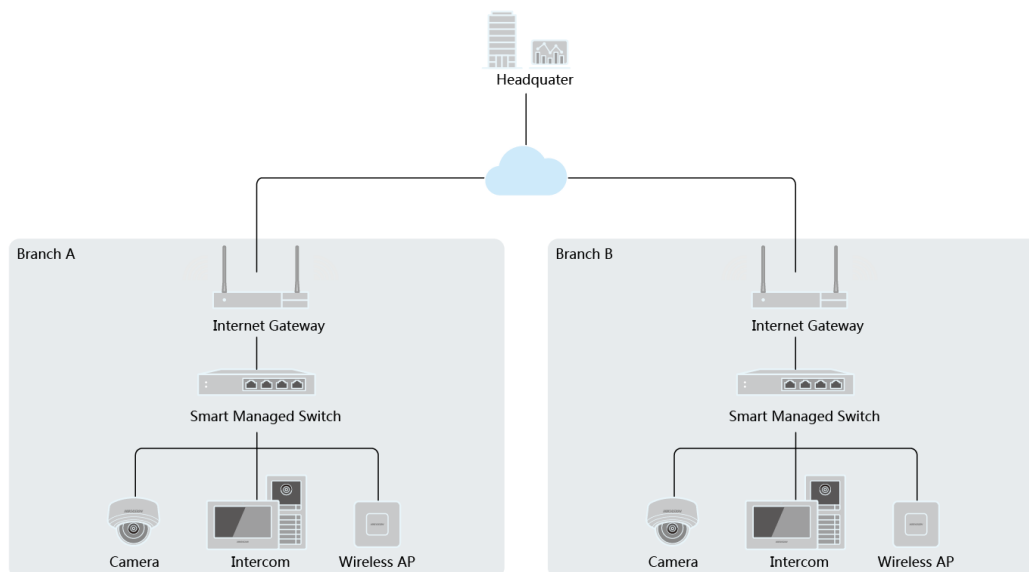 Headquater
Branch A
Branch B
Internet Gateway
Internet Gateway
Smart Managed Switch
Smart Managed Switch
Camera
Intercom
Wireless AP
Camera
Intercom
Wireless AP